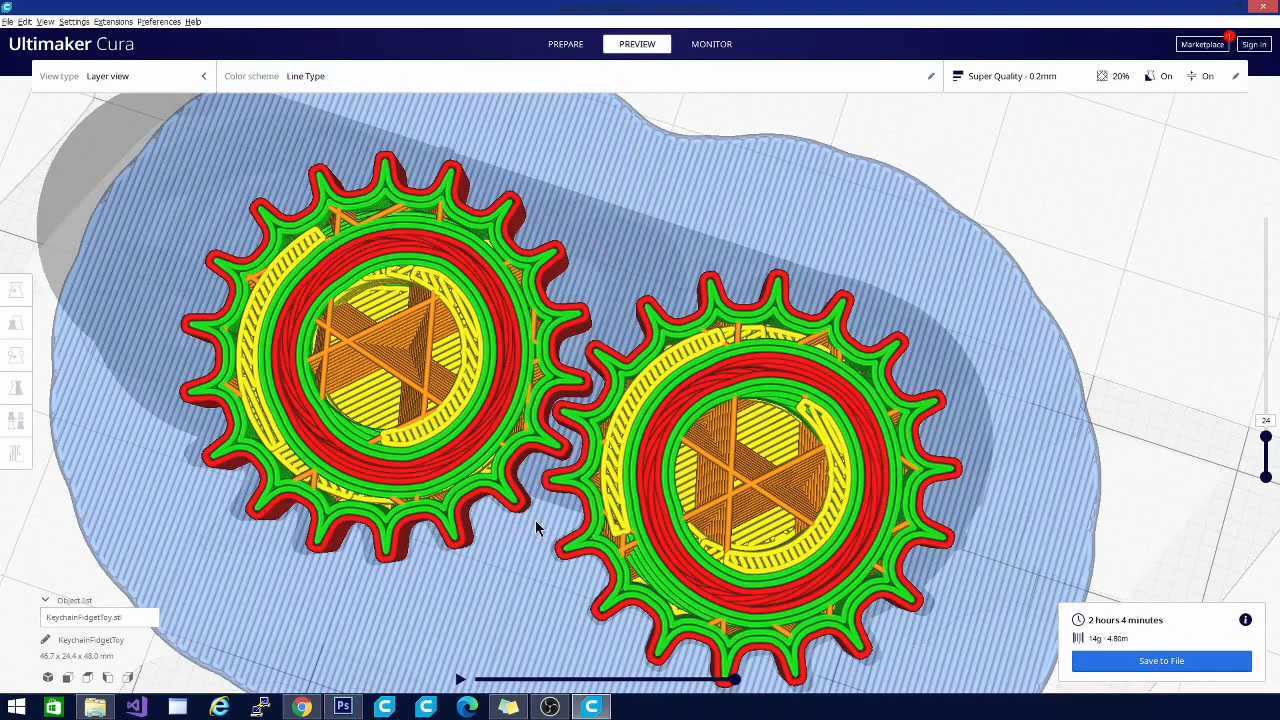 File Edit View Settings Extensions Preferences Help
Ultimaker Cura
PREPARE PREVIEW MONITOR
Marketplace 1 Sign in
View type Layer view Color scheme Line Type Super Quality - 0.2mm 20% On On
24
Object list
KeychainFidgetToy.stl
KeychainFidgetToy
46.7 x 24.4 x 48.0 mm
2 hours 4 minutes
14g · 4.80m
Save to File
Ps